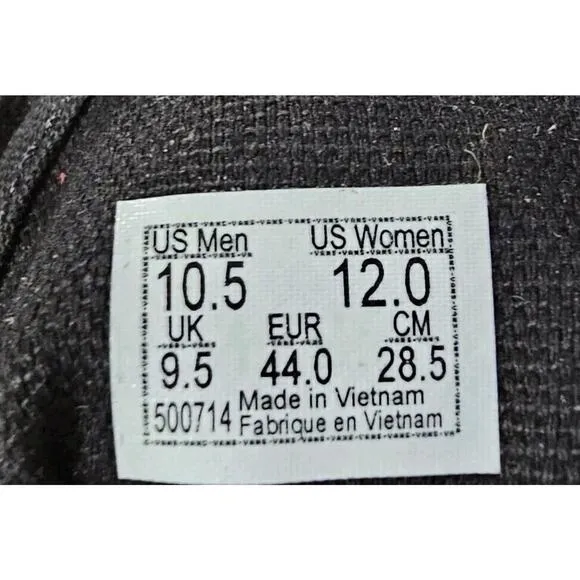 US Men US Women
10.5 12.0
UK EUR CM
9.5 44.0 28.5
500714 Made in Vietnam
Fabrique en Vietnam